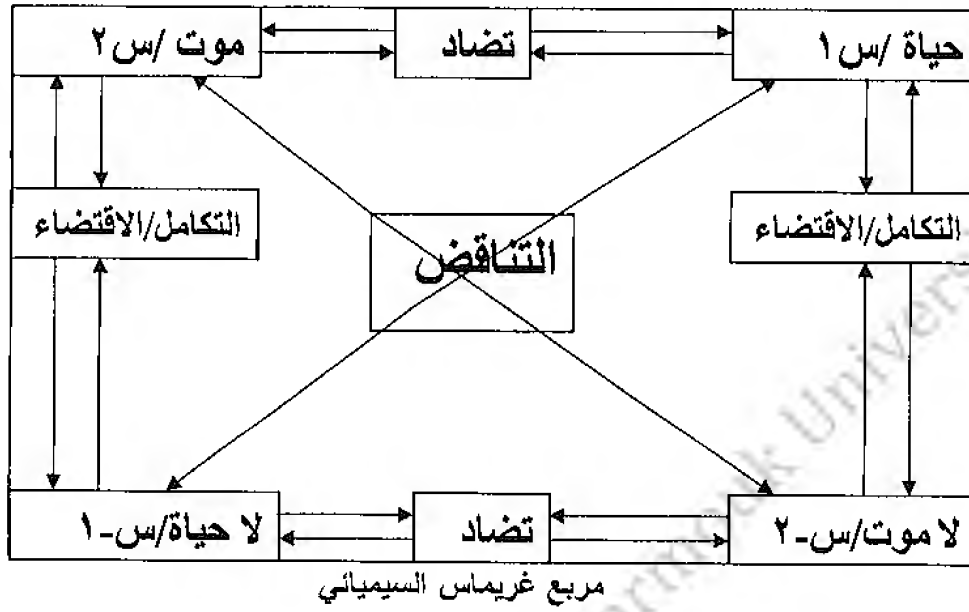 حياة /س١
تضاد
موت /س٢
التكامل/الاقتضاء
التكامل/الاقتضاء
التناقض
لا موت/س-٢
تضاد
لا حياة/س-١
مربع غريماس السيميائي